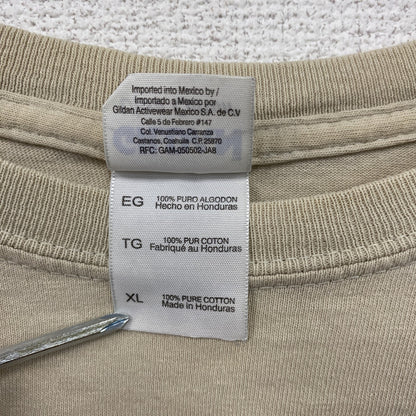 Imported into Mexico by/
Importado a Mexico por
Gildan Activewear Mexico S.A. de C.V
Calle 5 de Febrero #147
Col. Venustiano Carranza
Castanos, Coahuila C.P. 25870
RFC: GAM-050502-JA8
EG 100% PURO ALGODON
Hecho en Honduras
TG 100% PUR COTON
Fabriqué au Honduras
XL 100% PURE COTTON
Made in Honduras